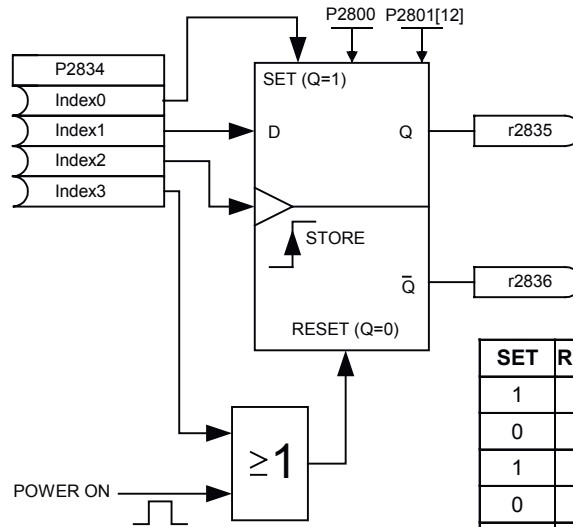 P2800 P2801[12]
P2834
SET (Q=1)
Index0
Index1
D
Q
r2835
Index2
Index3
STORE
Q̅
r2836
RESET (Q=0)
SET
1
0
1
0
≥1
POWER ON